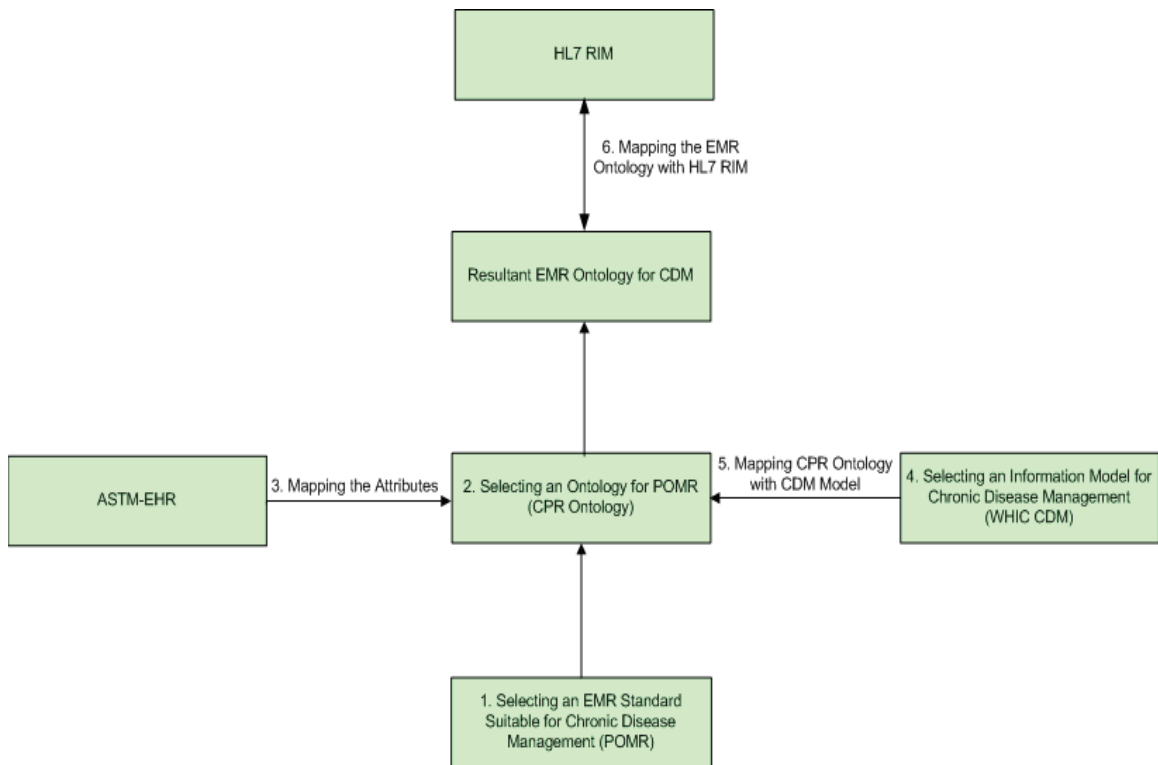 HL7 RIM
6. Mapping the EMR
Ontology with HL7 RIM
Resultant EMR Ontology for CDM
ASTM-EHR
3. Mapping the Attributes
2. Selecting an Ontology for POMR
(CPR Ontology)
5. Mapping CPR Ontology
with CDM Model
4. Selecting an Information Model for
Chronic Disease Management
(WHIC CDM)
1. Selecting an EMR Standard
Suitable for Chronic Disease
Management (POMR)